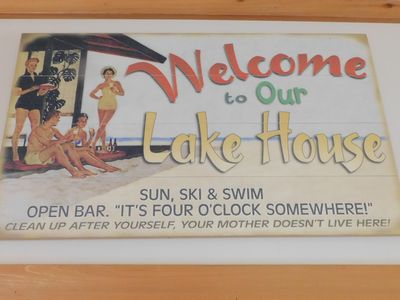 Welcome
to Our
Lake House
SUN, SKI & SWIM
OPEN BAR. "IT'S FOUR O'CLOCK SOMEWHERE!"
CLEAN UP AFTER YOURSELF, YOUR MOTHER DOESN'T LIVE HERE!